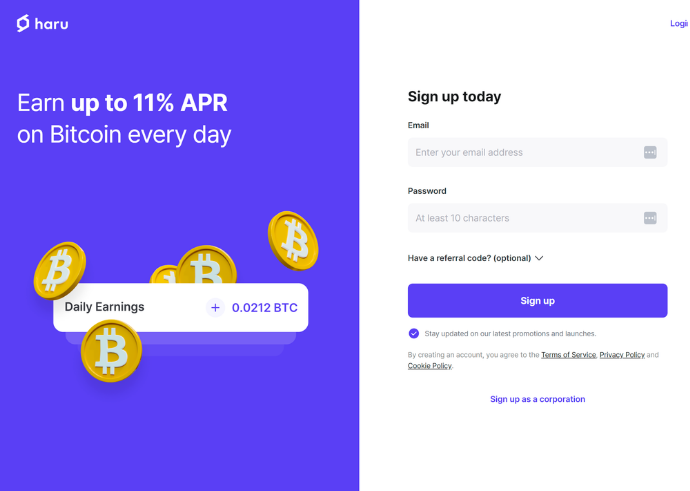 haru
Login
Earn up to 11% APR
on Bitcoin every day
Daily Earnings
+ 0.0212 BTC
Sign up today
Email
Enter your email address
Password
At least 10 characters
Have a referral code? (optional)
Sign up
Stay updated on our latest promotions and launches.
By creating an account, you agree to the Terms of Service, Privacy Policy and
Cookie Policy.
Sign up as a corporation